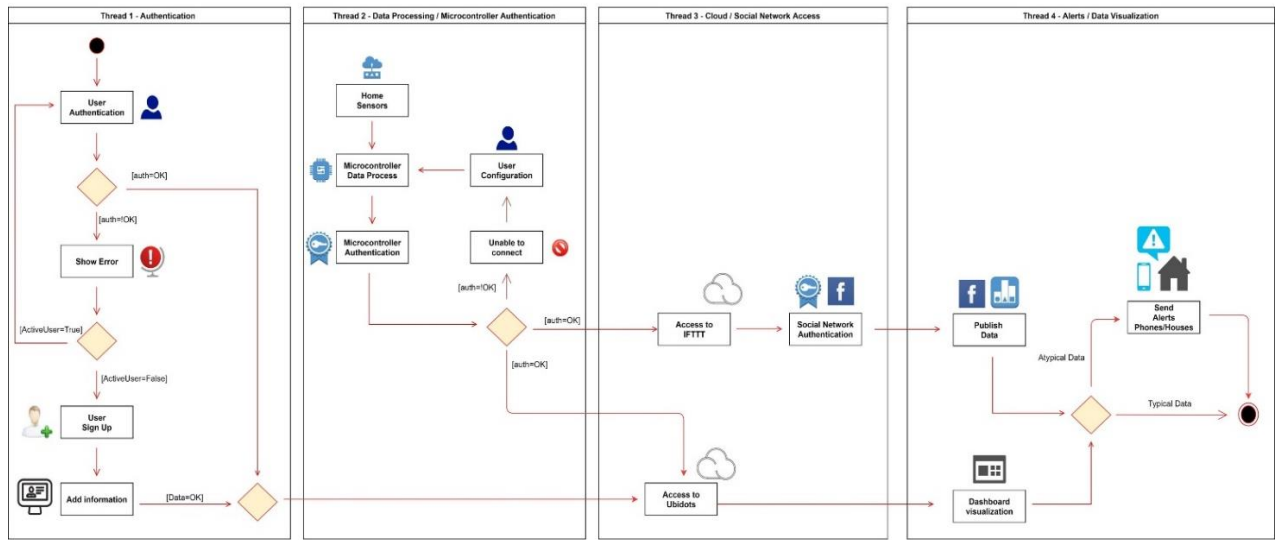 Thread 1 - Authentication
User
Authentication
[auth=OK]
[auth=!OK]
Show Error
[ActiveUser=True]
[ActiveUser=False]
User
Sign Up
Add information
[Data=OK]
Thread 2 - Data Processing / Microcontroller Authentication
Home
Sensors
Microcontroller
Data Process
User
Configuration
Microcontroller
Authentication
Unable to
connect
[auth=!OK]
[auth=OK]
[auth=OK]
Thread 3 - Cloud / Social Network Access
Access to
IFTTT
Social Network
Authentication
Access to
Ubidots
Thread 4 - Alerts / Data Visualization
Publish
Data
Send
Alerts
Phones/Houses
Atypical Data
Typical Data
Dashboard
visualization